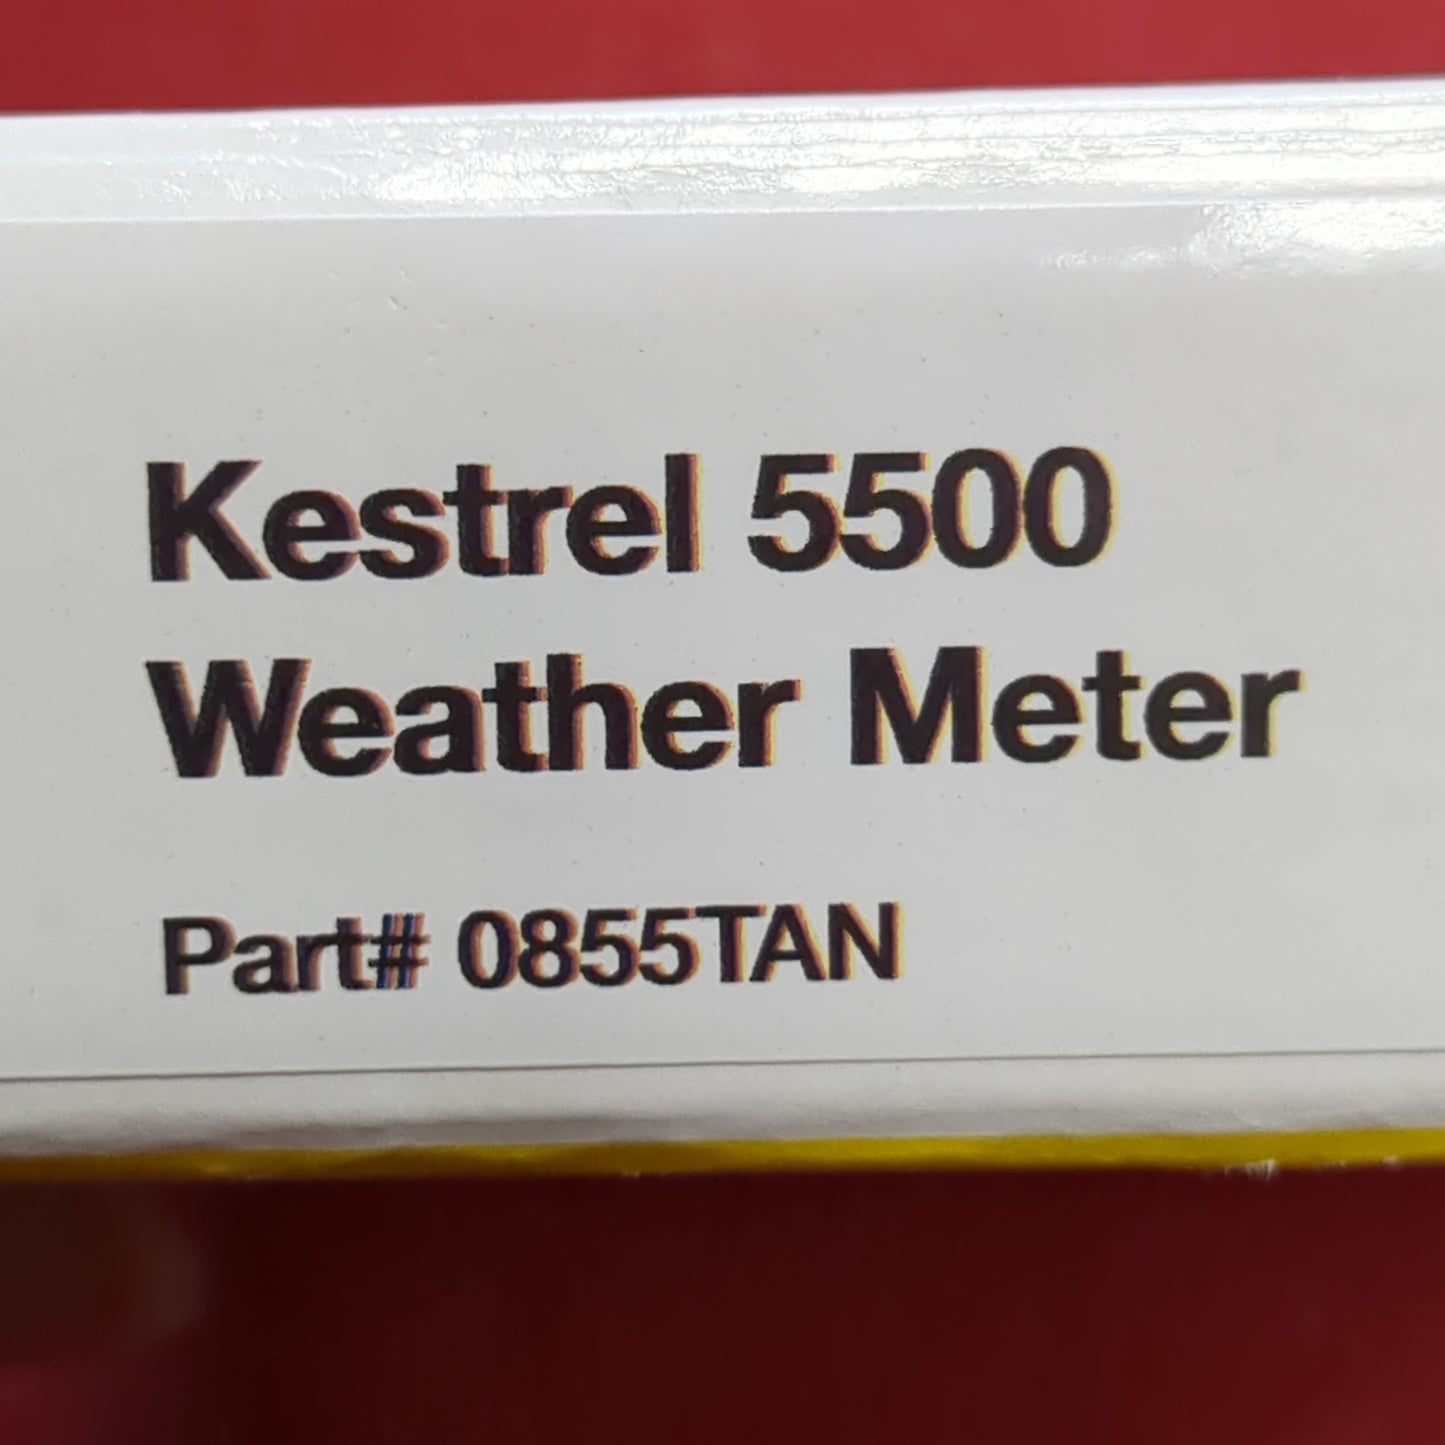 Kestrel 5500
Weather Meter
Part# 0855TAN